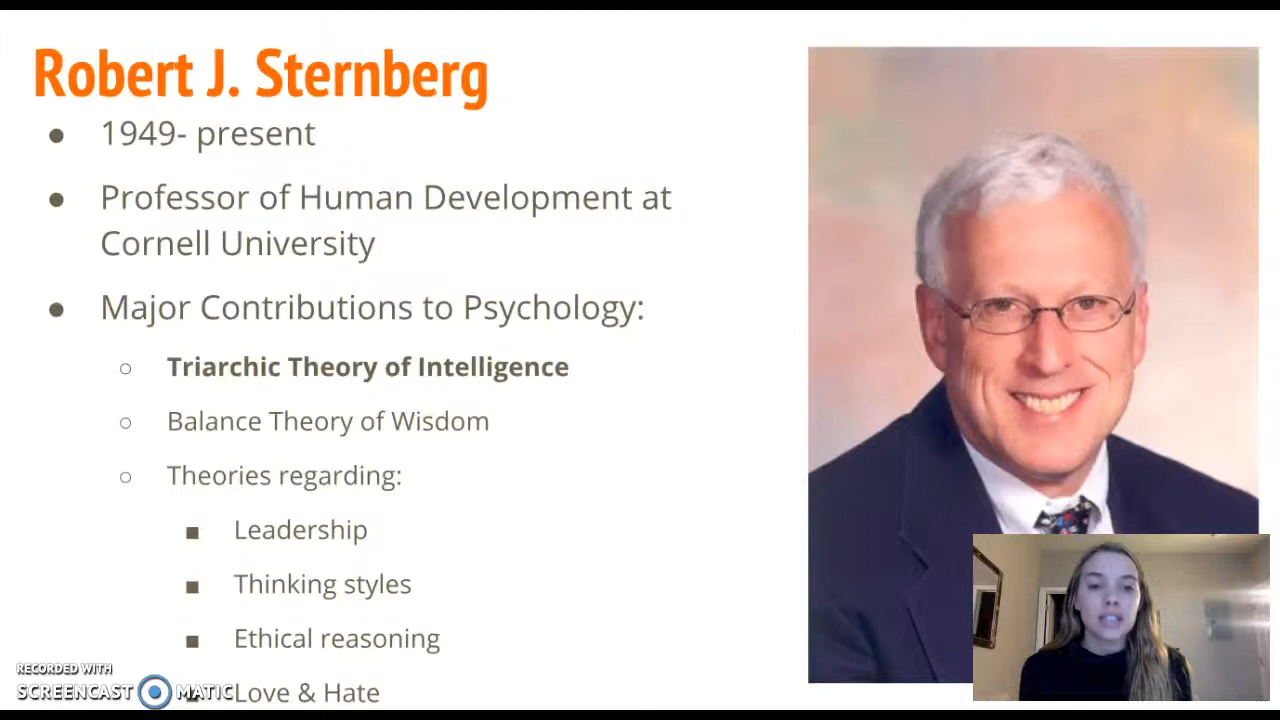 Robert J. Sternberg
● 1949- present
● Professor of Human Development at
Cornell University
● Major Contributions to Psychology:
○ Triarchic Theory of Intelligence
○ Balance Theory of Wisdom
○ Theories regarding:
■ Leadership
■ Thinking styles
■ Ethical reasoning
■ Love & Hate
RECORDED WITH
SCREENCAST MATIC